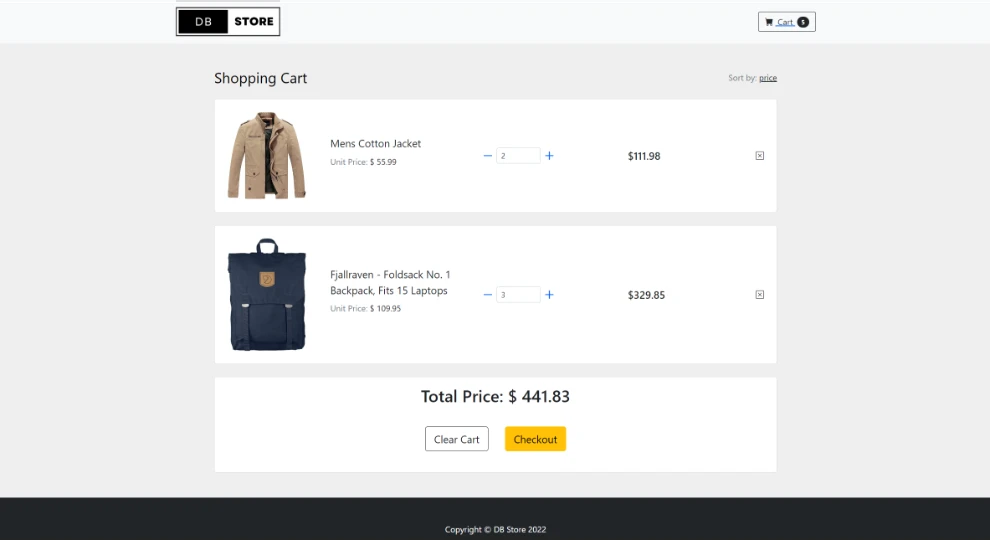 DB STORE
Cart 5
Shopping Cart
Sort by: price
Mens Cotton Jacket
Unit Price: $ 55.99
2
$111.98
Fjallraven - Foldsack No. 1
Backpack, Fits 15 Laptops
Unit Price: $ 109.95
3
$329.85
Total Price: $ 441.83
Clear Cart
Checkout
Copyright © DB Store 2022